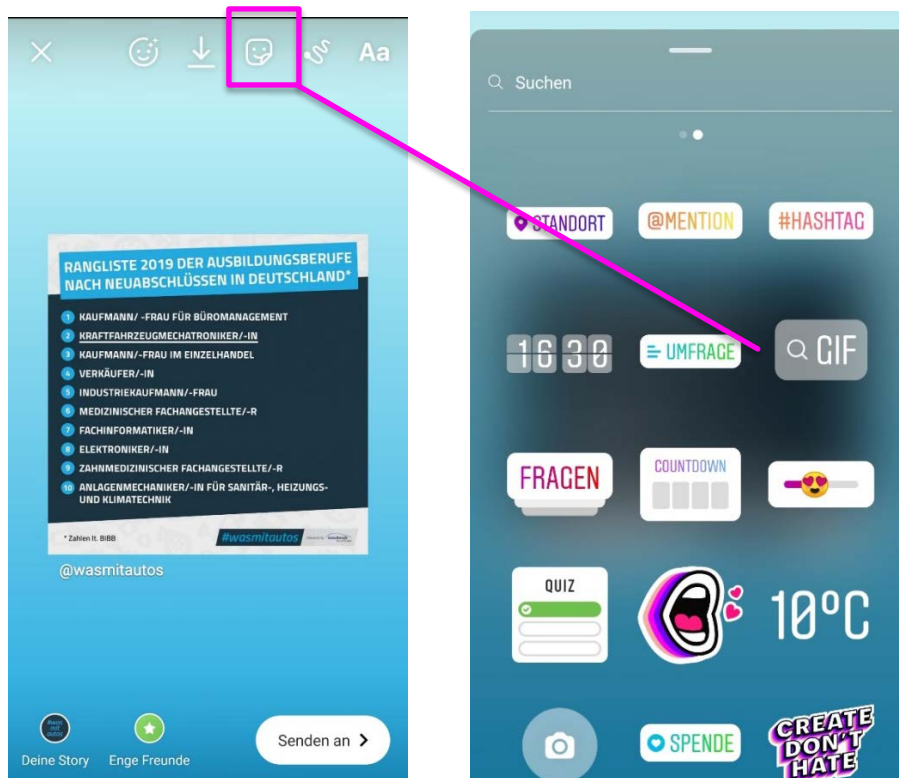 Aa
RANGLISTE 2019 DER AUSBILDUNGSBERUFE
NACH NEUABSCHLÜSSEN IN DEUTSCHLAND*
1 KAUFMANN/ -FRAU FÜR BÜROMANAGEMENT
2 KRAFTFAHRZEUGMECHATRONIKER/-IN
3 KAUFMANN/-FRAU IM EINZELHANDEL
4 VERKÄUFER/-IN
5 INDUSTRIEKAUFMANN/-FRAU
6 MEDIZINISCHER FACHANGESTELLTE/-R
7 FACHINFORMATIKER/-IN
8 ELEKTRONIKER/-IN
9 ZAHNMEDIZINISCHER FACHANGESTELLTE/-R
10 ANLAGENMECHANIKER/-IN FÜR SANITÄR-, HEIZUNGS-
UND KLIMATECHNIK
* Zahlen lt. BIBB
#wasmitautos
@wasmitautos
Deine Story
Enge Freunde
Senden an
Suchen
STANDORT
@MENTION
#HASHTAG
16 30
UMFRAGE
GIF
FRAGEN
COUNTDOWN
QUIZ
10°C
SPENDE
CREATE
DON'T
HATE